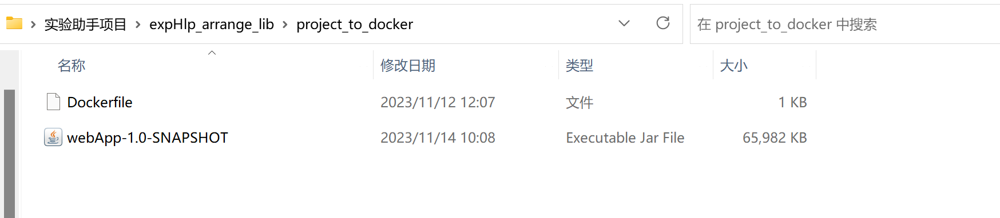 实验助手项目 expHlp_arrange_lib project_to_docker 在 project_to_docker 中搜索
名称 修改日期 类型 大小
Dockerfile 2023/11/12 12:07 文件 1 KB
webApp-1.0-SNAPSHOT 2023/11/14 10:08 Executable Jar File 65,982 KB